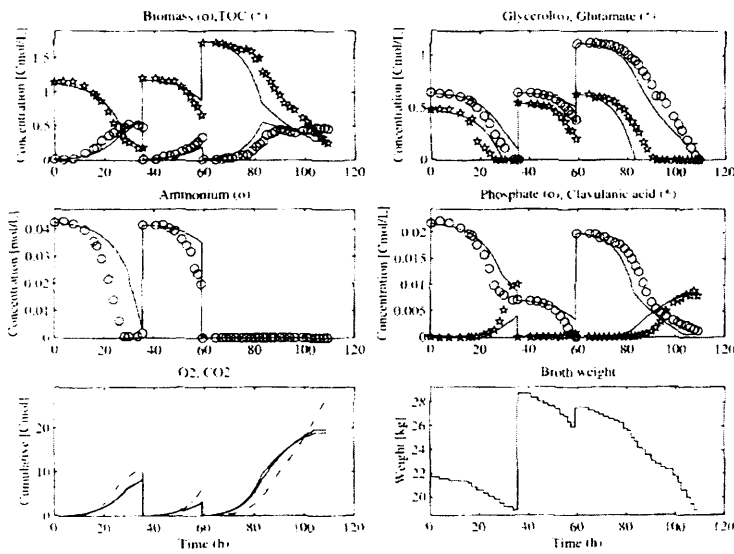 Biomass (o),TOC (*)
Concentration [Cmol/L]
1.5
1
0.5
0
0 20 40 60 80 100 120
Glycerol(o), Glutamate (*)
Concentration [Cmol/L]
1
0.5
0
0 20 40 60 80 100 120
Ammonium (o)
Concentration [mol/L]
0.04
0.03
0.02
0.01
0
0 20 40 60 80 100 120
Phosphate (o), Clavulanic acid (*)
Concentration [Cmol/L]
0.02
0.015
0.01
0.005
0
0 20 40 60 80 100 120
O2, CO2
Cumulative [Cmol]
20
10
0
0 20 40 60 80 100 120
Time (h)
Broth weight
Weight [kg]
28
26
24
22
20
0 20 40 60 80 100 120
Time (h)